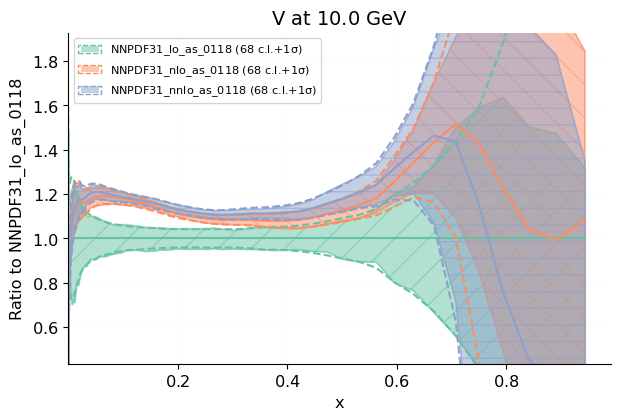 V at 10.0 GeV
NNPDF31_lo_as_0118 (68 c.l.+1σ)
NNPDF31_nlo_as_0118 (68 c.l.+1σ)
NNPDF31_nnlo_as_0118 (68 c.l.+1σ)
Ratio to NNPDF31_lo_as_0118
1.8
1.6
1.4
1.2
1.0
0.8
0.6
0.2 0.4 0.6 0.8
x